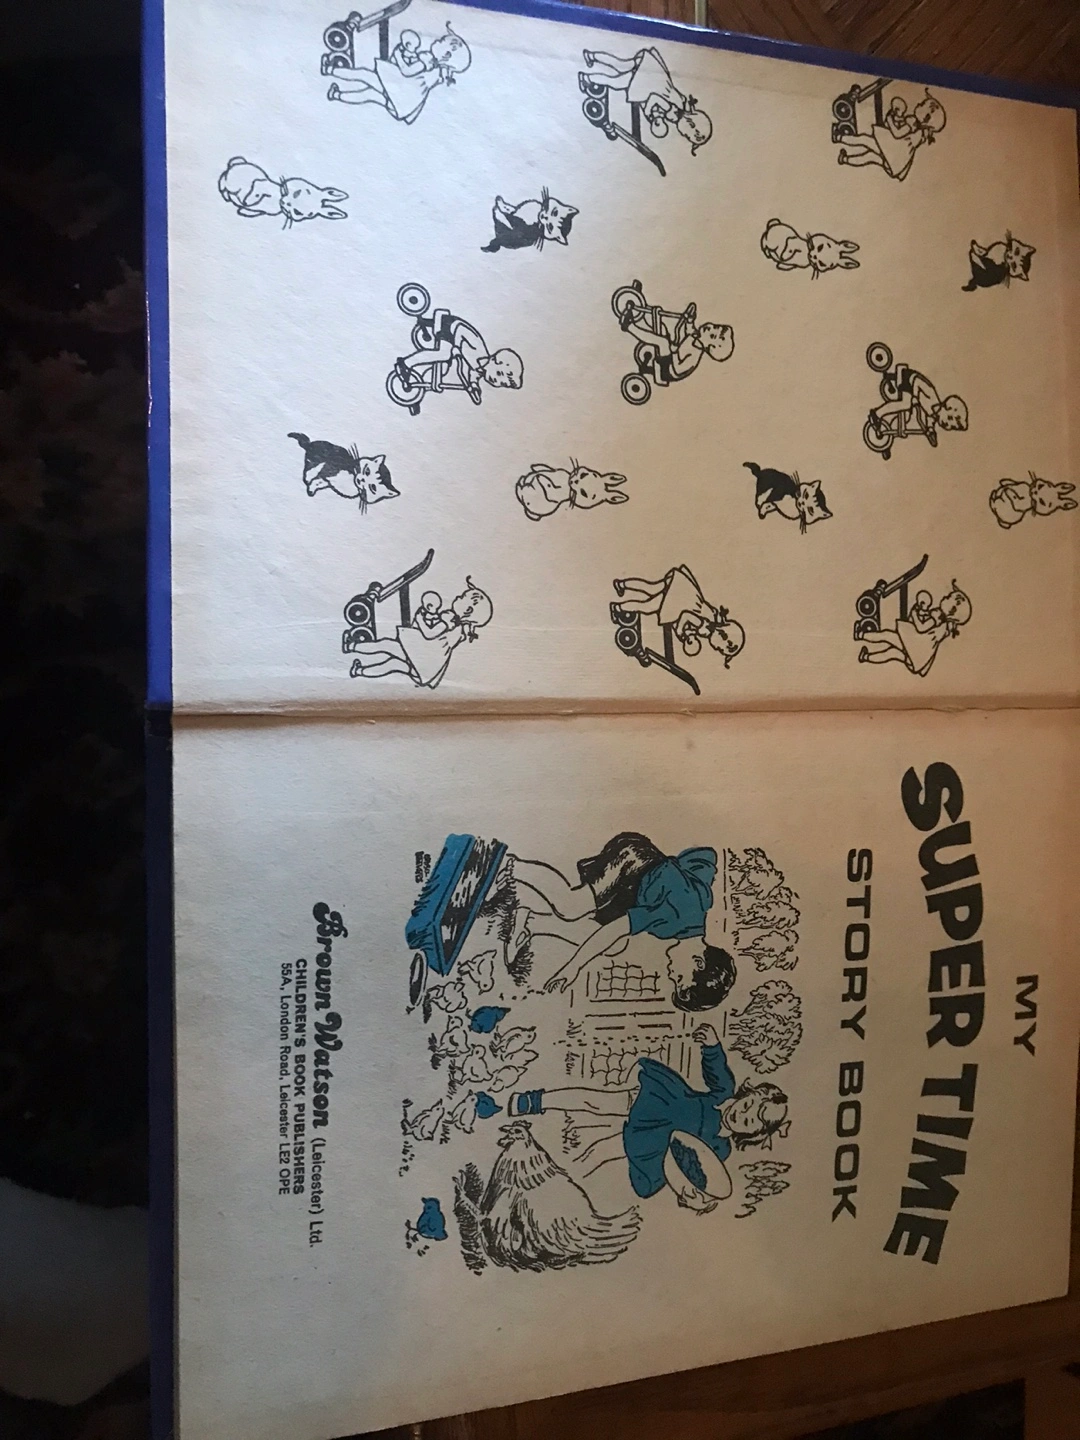 MY
SUPER TIME
STORY BOOK
Brown Watson (Leicester) Ltd.
CHILDREN'S BOOK PUBLISHERS
55A, London Road, Leicester LE2 OPE